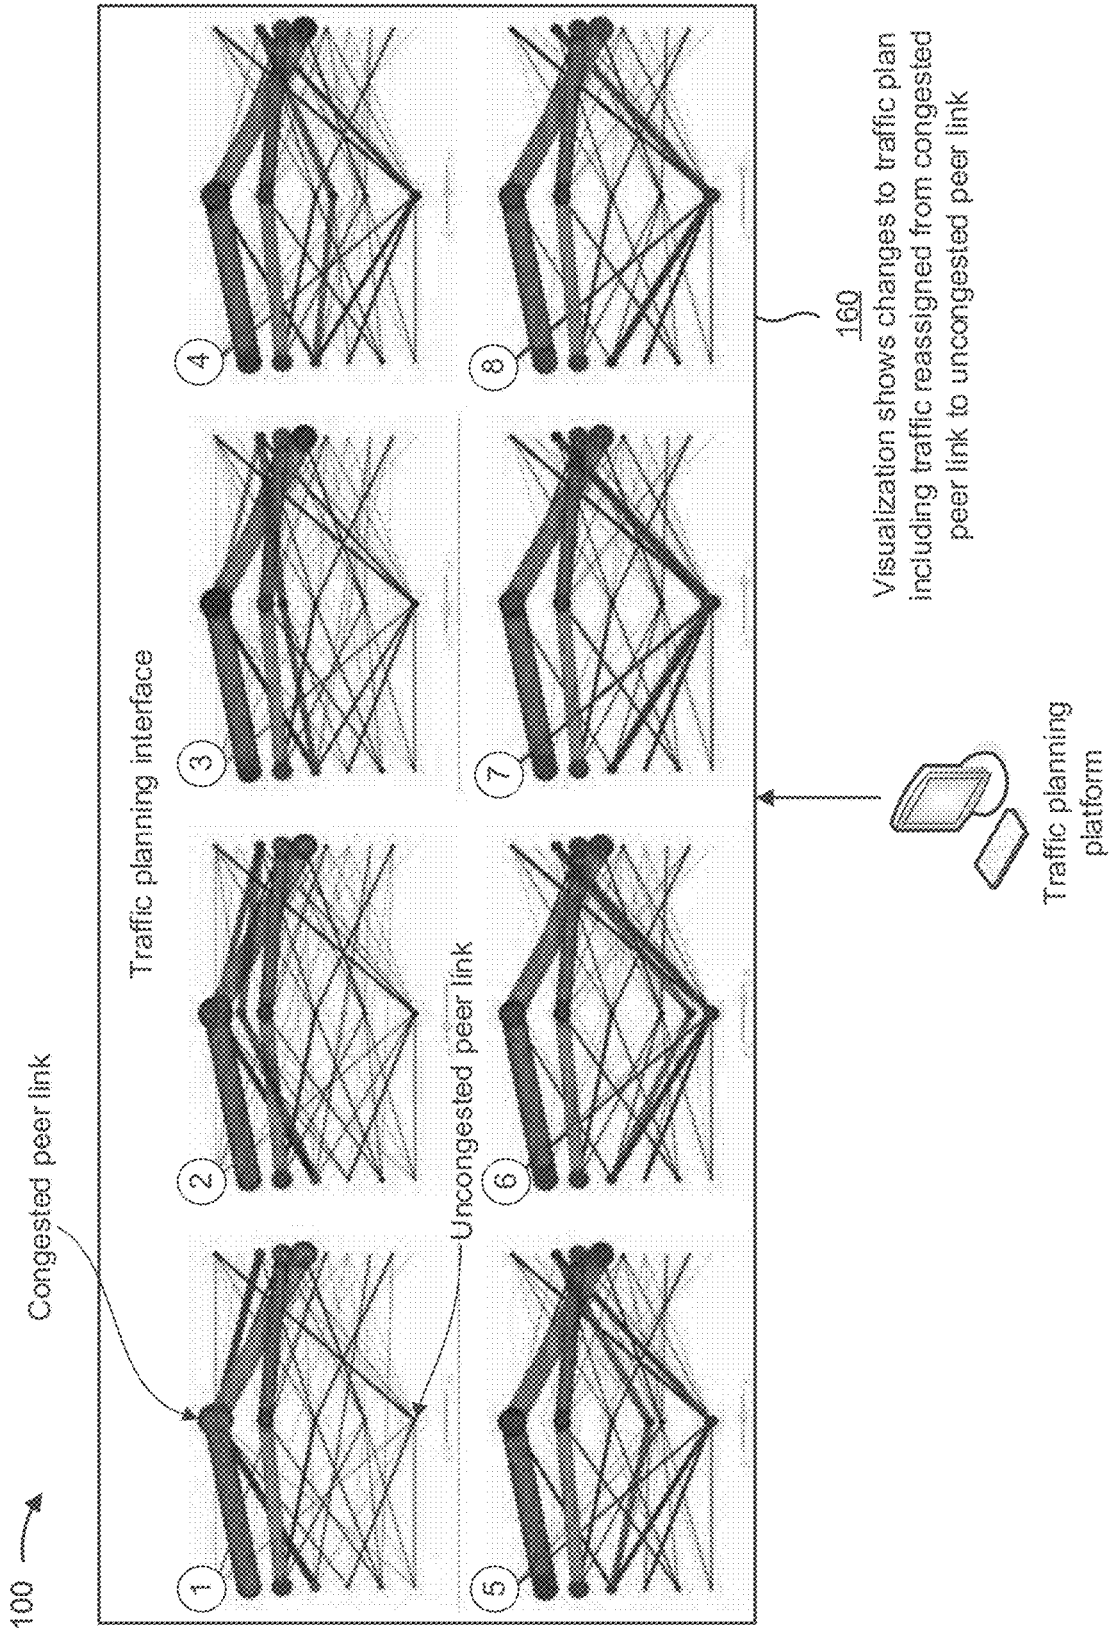 100
Congested peer link
Traffic planning interface
1
2
3
4
Uncongested peer link
5
6
7
8
160
Visualization shows changes to traffic plan
including traffic reassigned from congested
peer link to uncongested peer link
Traffic planning
platform